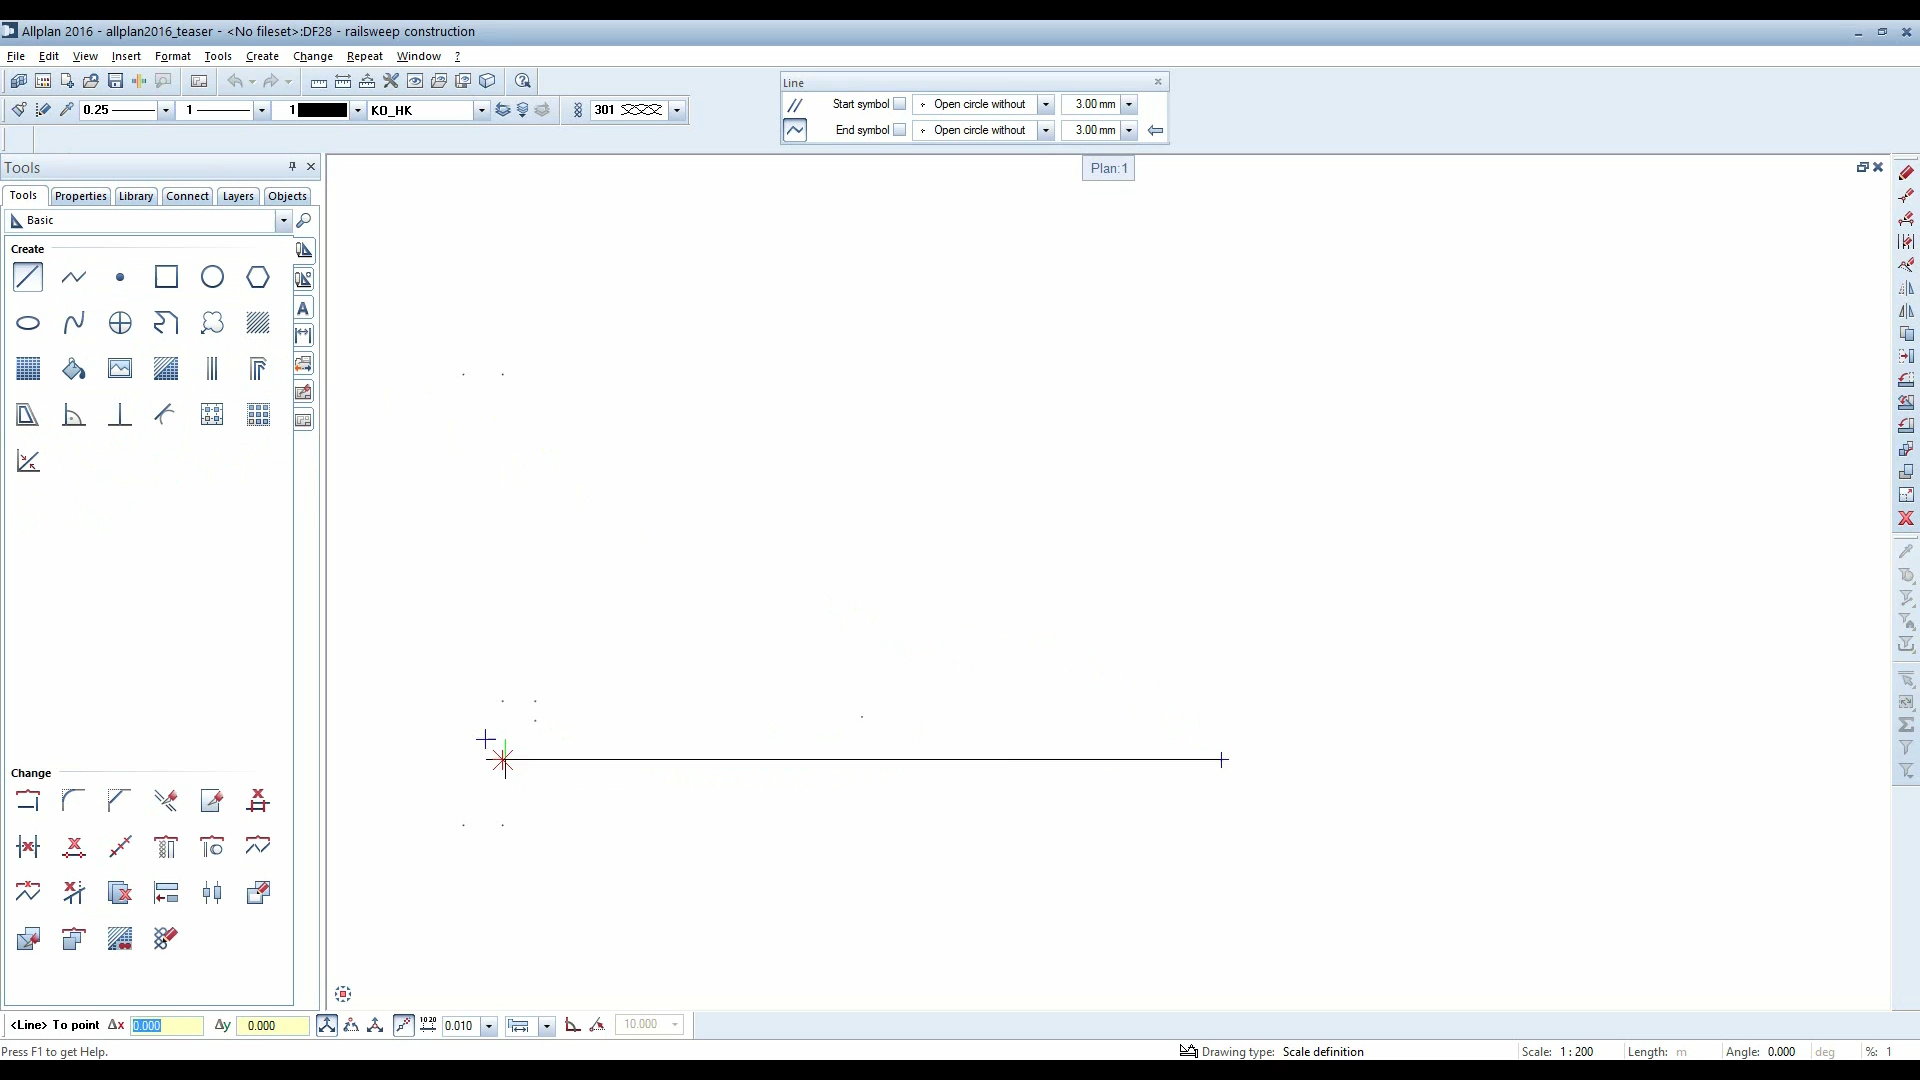 Allplan 2016 - allplan2016_teaser - <No fileset>:DF28 - railsweep construction
File Edit View Insert Format Tools Create Change Repeat Window ?
Line
0.25 1 1 KO_HK 301
Start symbol Open circle without 3.00 mm
End symbol Open circle without 3.00 mm
Tools
Plan:1
Tools Properties Library Connect Layers Objects
Basic
Create
A
Change
<Line> To point Δx 0.000 Δy 0.000 1020 0.010 10.000
Press F1 to get Help. Drawing type: Scale definition Scale: 1 : 200 Length: m Angle: 0.000 deg %: 1